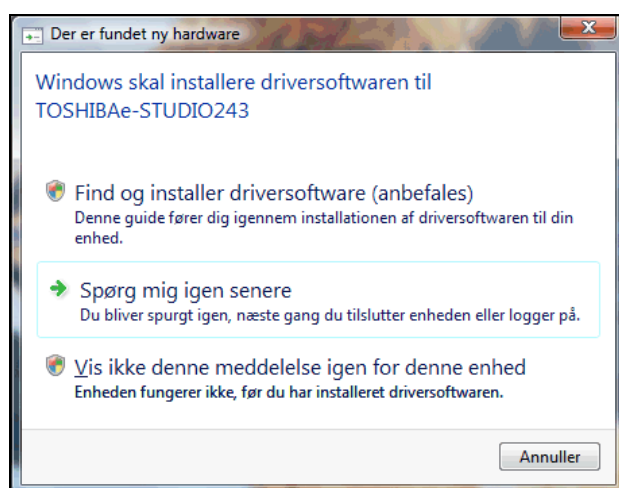 Der er fundet ny hardware
Windows skal installere driversoftwaren til
TOSHIBAe-STUDIO243
Find og installer driversoftware (anbefales)
Denne guide fører dig igennem installationen af driversoftwaren til din
enhed.
Spørg mig igen senere
Du bliver spurgt igen, næste gang du tilslutter enheden eller logger på.
Vis ikke denne meddelelse igen for denne enhed
Enheden fungerer ikke, før du har installeret driversoftwaren.
Annuller